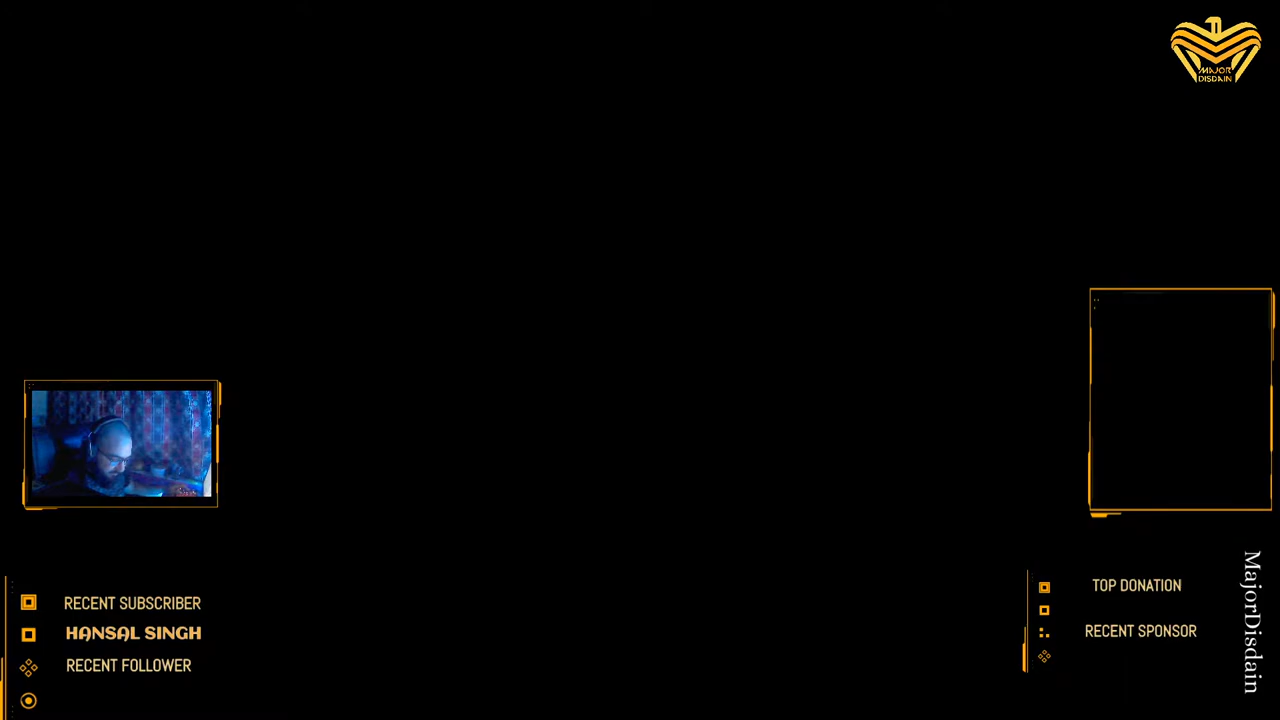 MAJOR
DISDAIN
RECENT SUBSCRIBER
HANSAL SINGH
RECENT FOLLOWER
TOP DONATION
RECENT SPONSOR
MajorDisdain